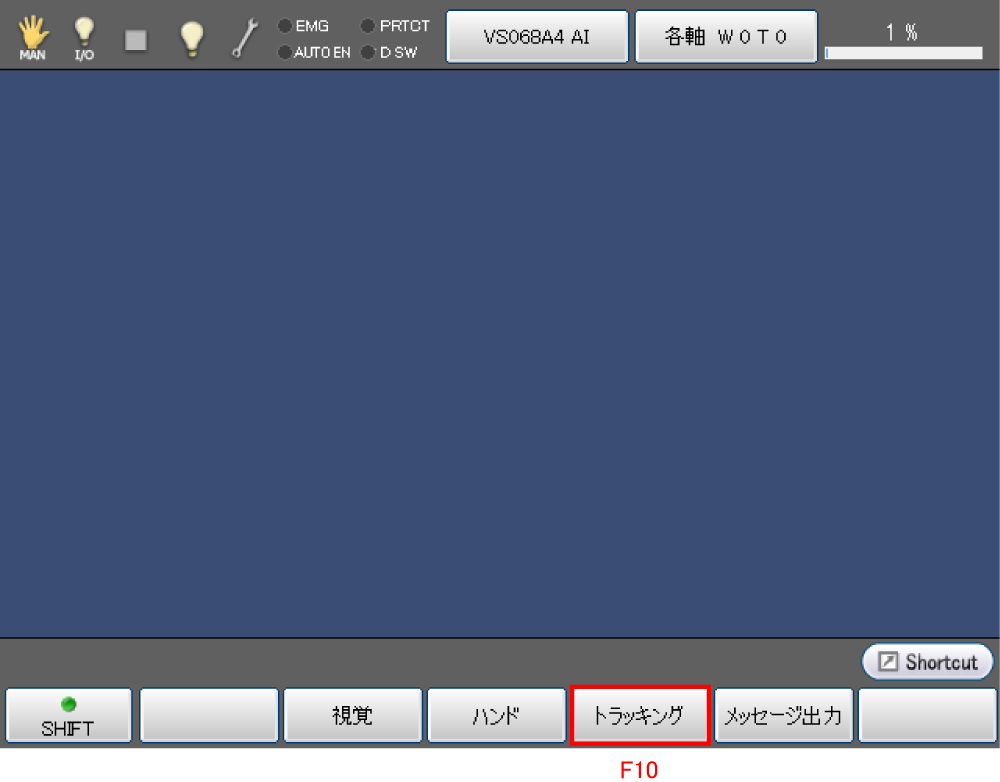 MAN
I/O
EMG
PRTCT
AUTO EN
D SW
VS068A4 AI
各軸 W0T0
1 %
Shortcut
SHIFT
視覚
ハンド
トラッキング
メッセージ出力
F10